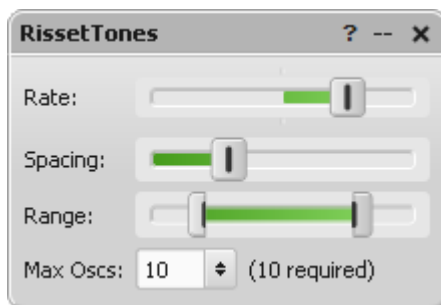 RissetTones ? -- ×
Rate:
Spacing:
Range:
Max Oscs: 10 (10 required)